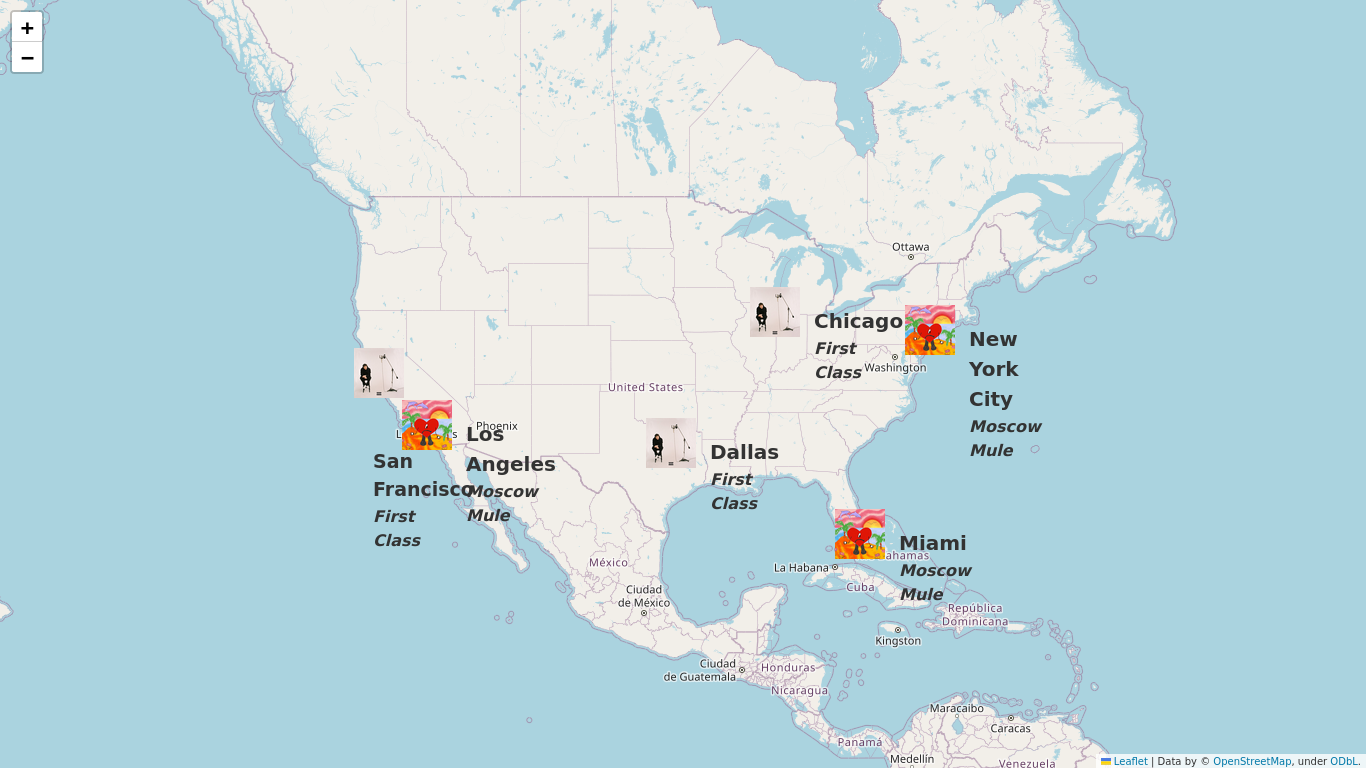 +
−
Ottawa
Chicago
First
Class
Washington
New
York
City
Moscow
Mule
United States
Phoenix
Los
Angeles
Moscow
Mule
San
Francisco
First
Class
Dallas
First
Class
Miami
Moscow
Mule
ahamas
La Habana
Cuba
México
Ciudad
de México
República
Dominicana
Kingston
Ciudad
de Guatemala
Honduras
Nicaragua
Maracaibo
Caracas
Panamá
Medellín
Venezuela
Leaflet | Data by © OpenStreetMap, under ODbL.